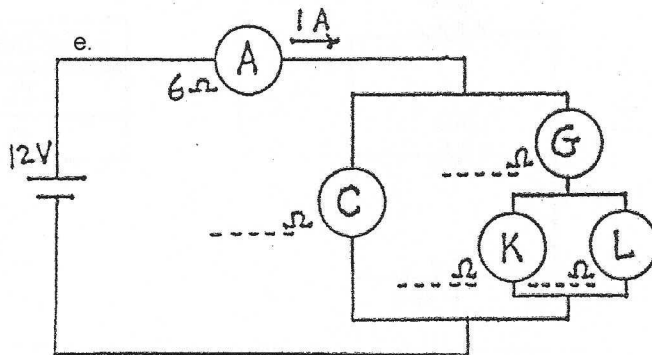 e.
1 A
A
6 Ω
12V
G
_ _ _ _ _ Ω
C
_ _ _ _ _ Ω
K
L
_ _ _ _ _ Ω
_ _ _ _ _ Ω